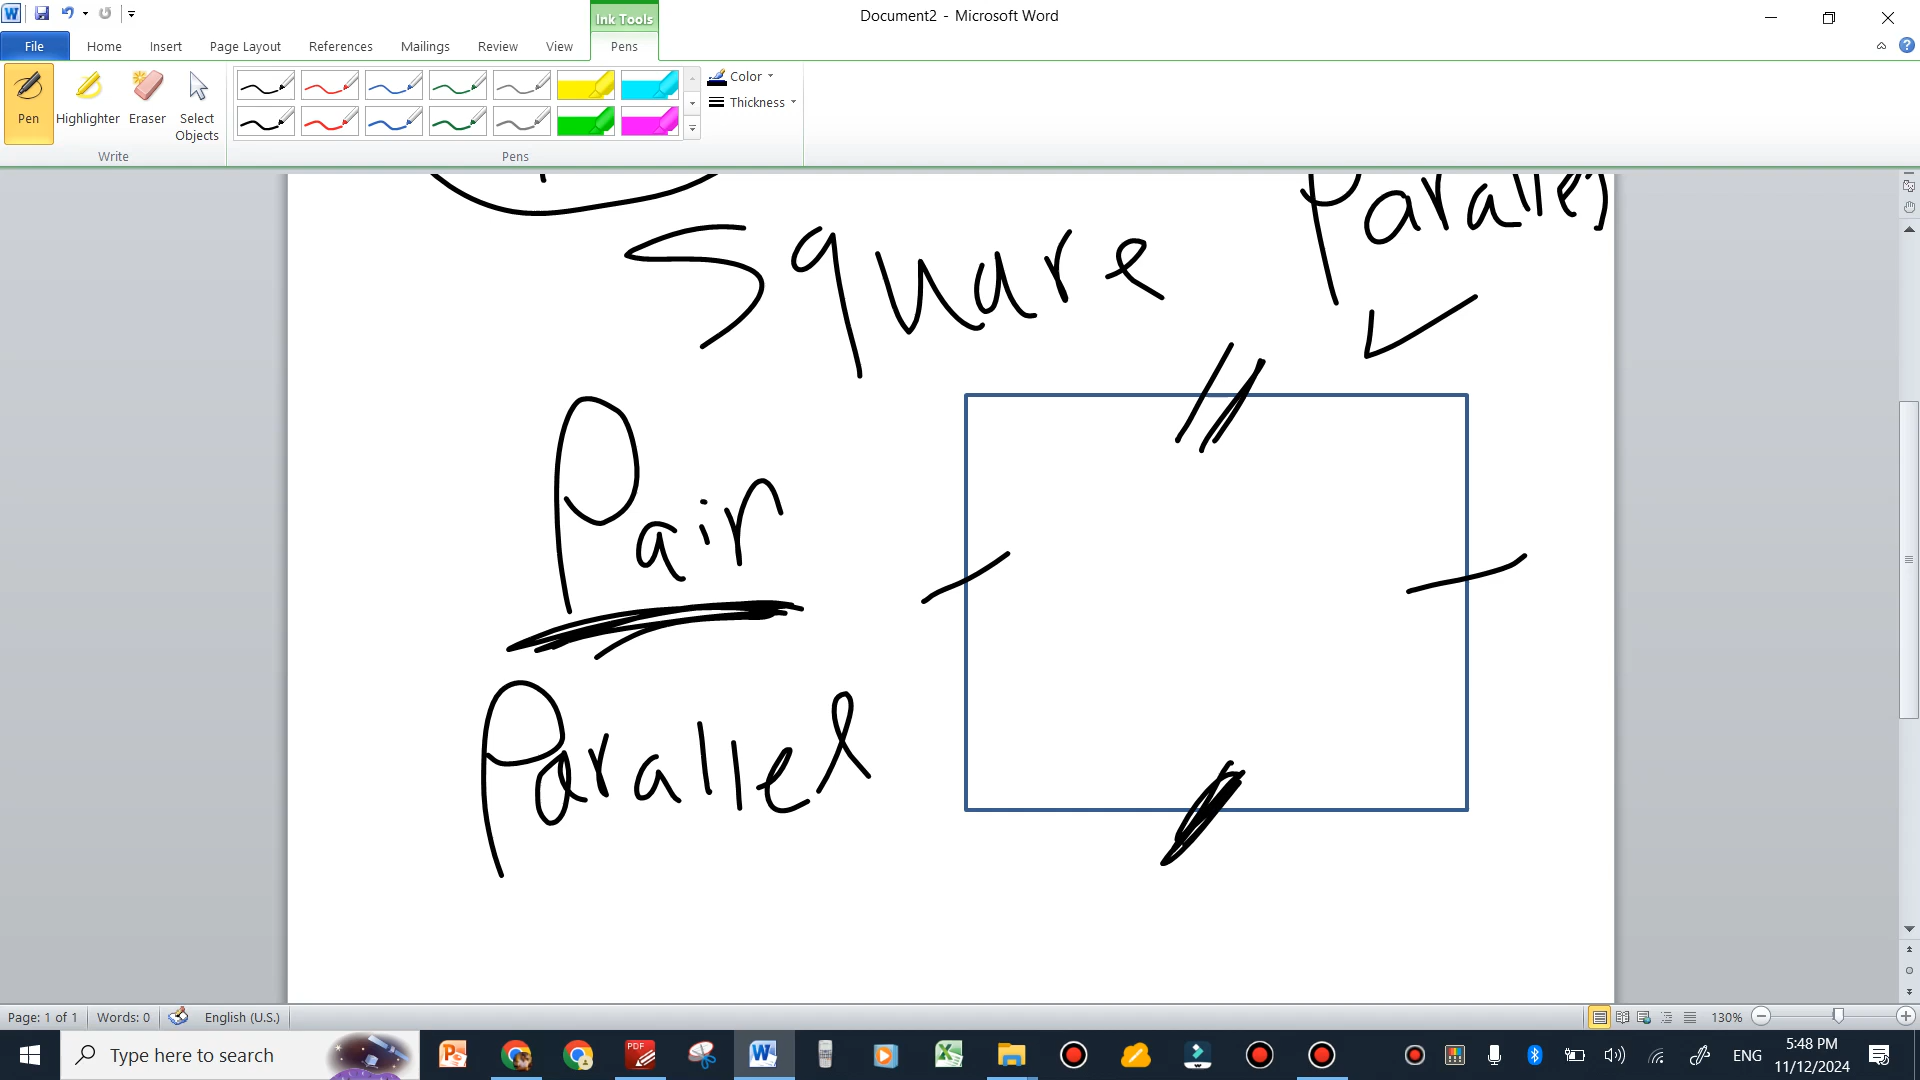 Document2 - Microsoft Word
Ink Tools
File Home Insert Page Layout References Mailings Review View Pens
Pen Highlighter Eraser Select Objects
Color
Thickness
Write Pens
Parallel
Square
Pair
Parallel
Page: 1 of 1 Words: 0 English (U.S.) 130%
Type here to search
PDF
ENG
5:48 PM
11/12/2024